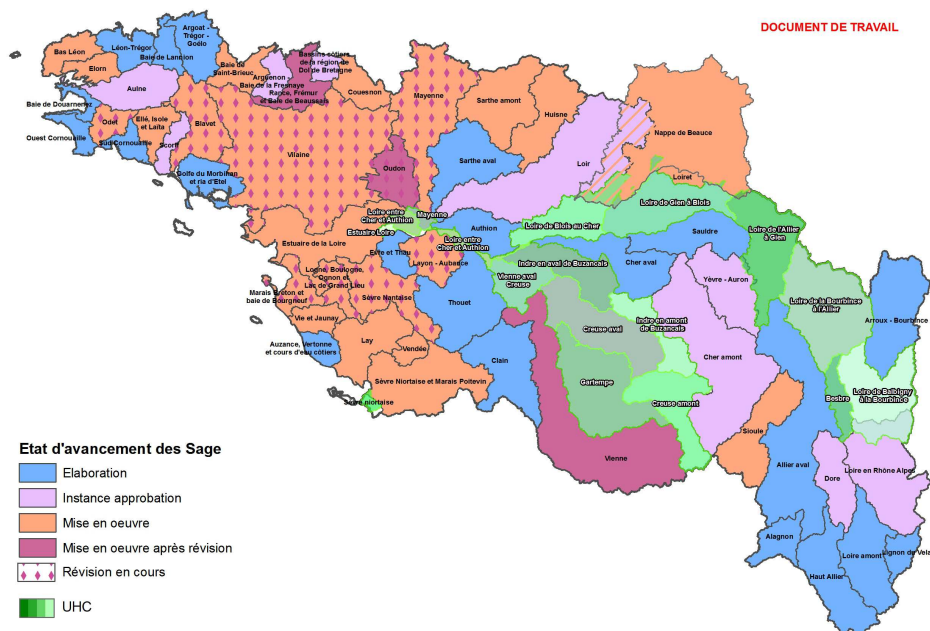 DOCUMENT DE TRAVAIL
Argoat -
Trégor -
Goëlo
Léon-Trégor
Baie de Lannion
Bas Léon
Elorn
Aulne
Baie de
Saint-Brieuc
Arguenon -
Baie de la Fresnaye
Bassins côtiers
de la région de
Dol de Bretagne
Rance, Frémur
et Baie de Beaussais
Couesnon
Mayenne
Sarthe amont
Huisne
Baie de Douarnenez
Odet
Ellé, Isole
et Laïta
Blavet
Ouest Cornouaille
Sud Cornouaille
Scorff
Vilaine
Oudon
Sarthe aval
Loir
Nappe de Beauce
Loiret
Golfe du Morbihan
et ria d'Etel
Loire entre
Cher et Authion
Mayenne
Estuaire Loire
Authion
Loire de Blois au Cher
Loire de Gien à Blois
Estuaire de la Loire
Evre et Thau
Loire entre
Cher et Authion
Layon - Aubance
Sauldre
Loire de l'Allier
à Gien
Logne, Boulogne,
Ognon et
Lac de Grand Lieu
Indre en aval de Buzancais
Cher aval
Yèvre - Auron
Vienne aval
Creuse
Marais Breton et
baie de Bourgneuf
Sèvre Nantaise
Thouet
Loire de la Bourbince
à l'Allier
Arroux - Bourbince
Vie et Jaunay
Indre en amont
de Buzancais
Creuse aval
Auzance, Vertonne
et cours d'eau côtiers
Lay
Vendée
Clain
Cher amont
Sèvre Niortaise et Marais Poitevin
Gartempe
Sèvre niortaise
Creuse amont
Besbre
Loire de Balbigny
à la Bourbince
Vienne
Sioule
Allier aval
Dore
Loire en Rhône Alpes
Alagnon
Haut Allier
Loire amont
Lignon du Vela
Etat d'avancement des Sage
Elaboration
Instance approbation
Mise en oeuvre
Mise en oeuvre après révision
Révision en cours
UHC